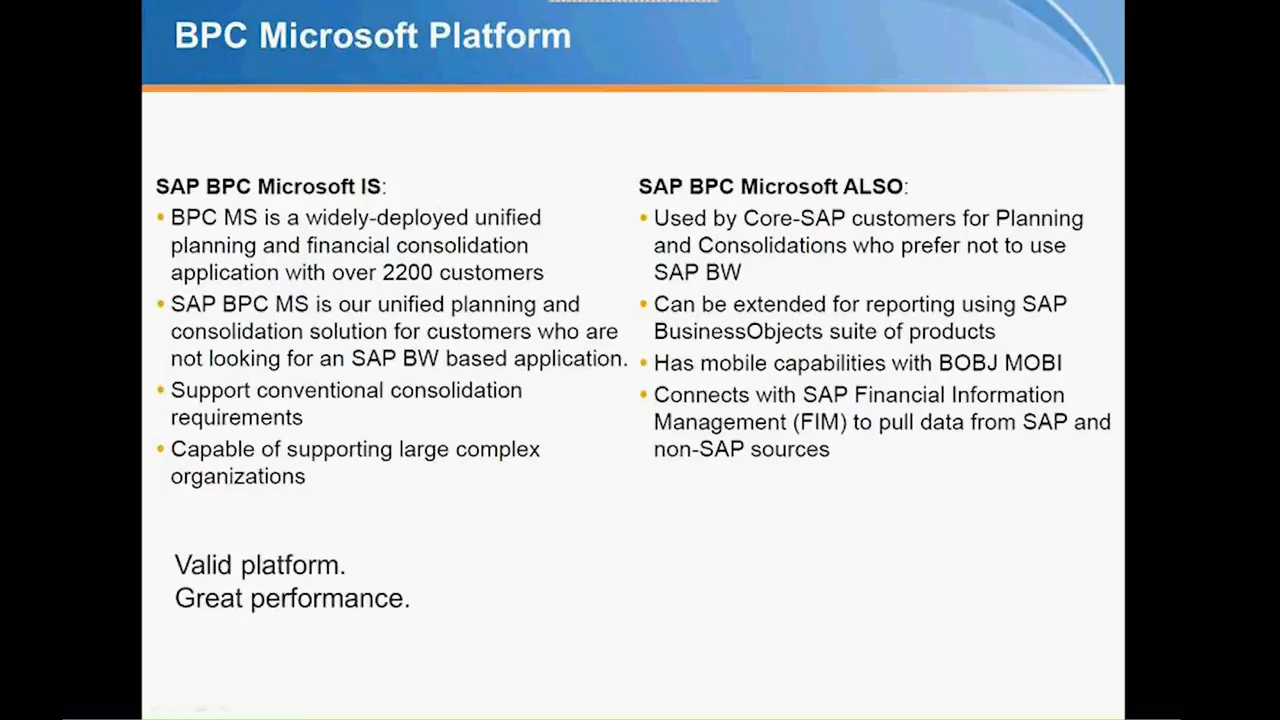 BPC Microsoft Platform
SAP BPC Microsoft IS:
• BPC MS is a widely-deployed unified
planning and financial consolidation
application with over 2200 customers
• SAP BPC MS is our unified planning and
consolidation solution for customers who are
not looking for an SAP BW based application.
• Support conventional consolidation
requirements
• Capable of supporting large complex
organizations
SAP BPC Microsoft ALSO:
• Used by Core-SAP customers for Planning
and Consolidations who prefer not to use
SAP BW
• Can be extended for reporting using SAP
BusinessObjects suite of products
• Has mobile capabilities with BOBJ MOBI
• Connects with SAP Financial Information
Management (FIM) to pull data from SAP and
non-SAP sources
Valid platform.
Great performance.